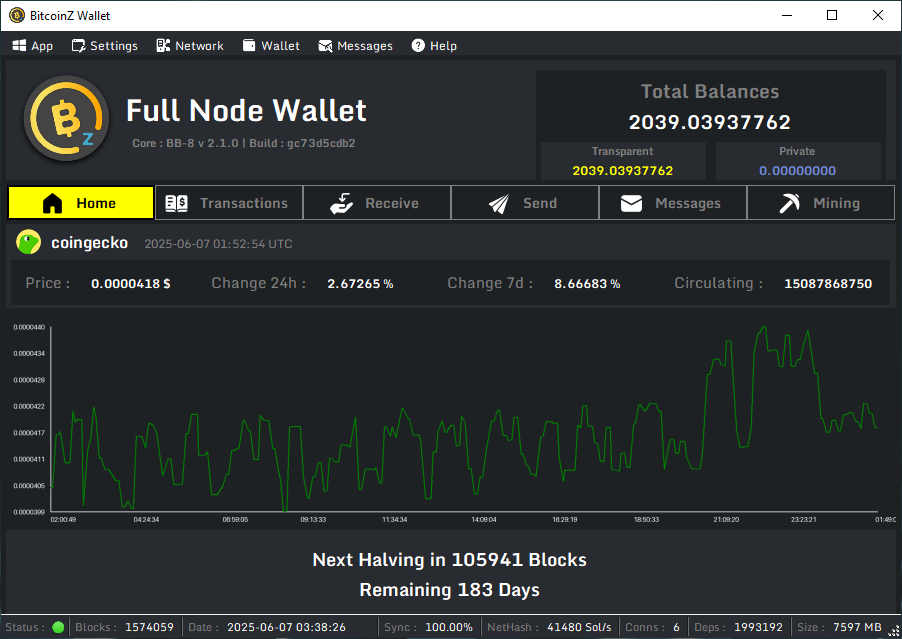 BitcoinZ Wallet
App Settings Network Wallet Messages Help
Full Node Wallet
Core : BB-8 v 2.1.0 | Build : gc73d5cdb2
Total Balances
2039.03937762
Transparent Private
2039.03937762 0.00000000
Home Transactions Receive Send Messages Mining
coingecko 2025-06-07 01:52:54 UTC
Price : 0.0000418 $ Change 24h : 2.67265 % Change 7d : 8.66683 % Circulating : 15087868750
0.0000440
0.0000434
0.0000428
0.0000422
0.0000417
0.0000411
0.0000405
0.0000399
02:00:49 04:24:34 06:59:05 09:13:33 11:34:34 14:09:04 16:29:19 18:50:33 21:09:20 23:23:21 01:49:0
Next Halving in 105941 Blocks
Remaining 183 Days
Status : Blocks : 1574059 Date : 2025-06-07 03:38:26 Sync : 100.00% NetHash : 41480 Sol/s Conns : 6 Deps : 1993192 Size : 7597 MB